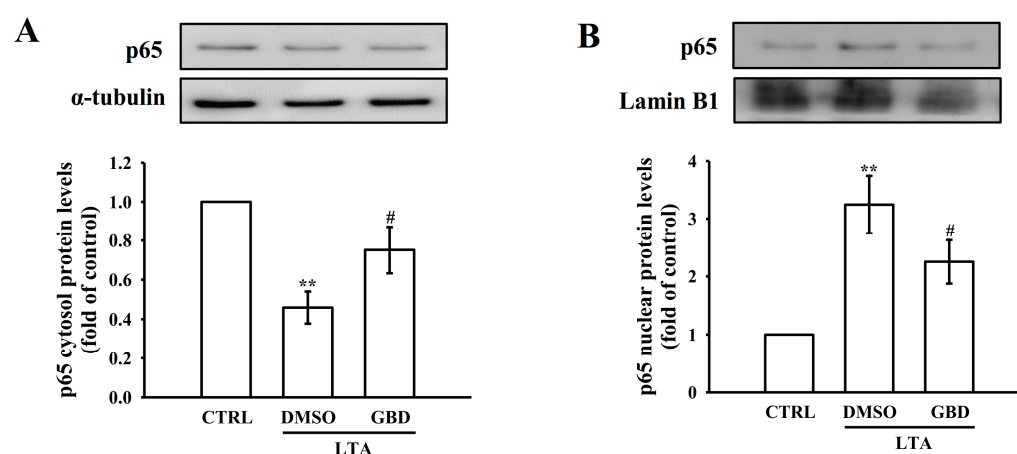 A
p65
α-tubulin
p65 cytosol protein levels
(fold of control)
1.2
1.0
0.8
0.6
0.4
0.2
0.0
**
#
CTRL DMSO GBD
LTA
B
p65
Lamin B1
p65 nuclear protein levels
(fold of control)
4
3
2
1
0
**
#
CTRL DMSO GBD
LTA